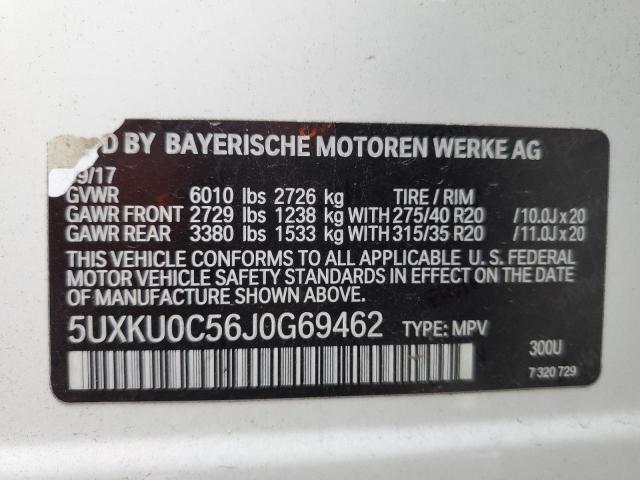 D BY BAYERISCHE MOTOREN WERKE AG
9/17
GVWR 6010 lbs 2726 kg TIRE / RIM
GAWR FRONT 2729 lbs 1238 kg WITH 275/40 R20 /10.0J x 20
GAWR REAR 3380 lbs 1533 kg WITH 315/35 R20 /11.0J x 20
THIS VEHICLE CONFORMS TO ALL APPLICABLE U. S. FEDERAL
MOTOR VEHICLE SAFETY STANDARDS IN EFFECT ON THE DATE
OF MANUFACTURE SHOWN ABOVE.
5UXKU0C56J0G69462 TYPE: MPV
300U
7 320 729